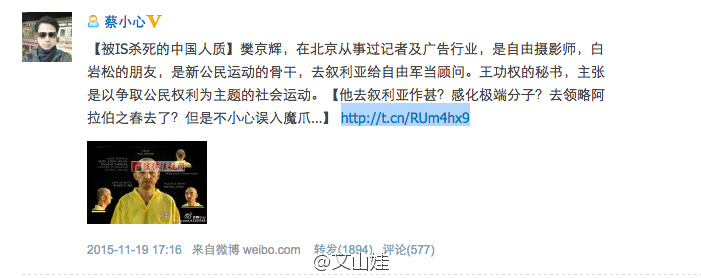 蔡小心
【被IS杀死的中国人质】樊京辉，在北京从事过记者及广告行业，是自由摄影师，白
岩松的朋友，是新公民运动的骨干，去叙利亚给自由军当顾问。王功权的秘书，主张
是以争取公民权利为主题的社会运动。【他去叙利亚作甚？感化极端分子？去领略阿
拉伯之春去了？但是不小心误入魔爪...】 http://t.cn/RUm4hx9
2015-11-19 17:16 来自微博 weibo.com 转发(1894) 评论(577)
@文山娃